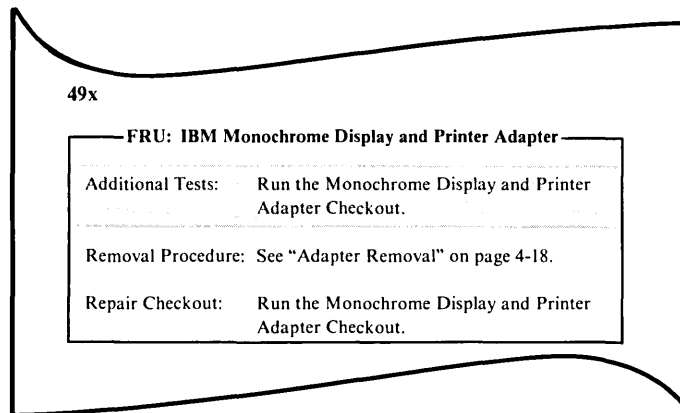 49x
FRU: IBM Monochrome Display and Printer Adapter
Additional Tests: Run the Monochrome Display and Printer
Adapter Checkout.
Removal Procedure: See “Adapter Removal” on page 4-18.
Repair Checkout: Run the Monochrome Display and Printer
Adapter Checkout.